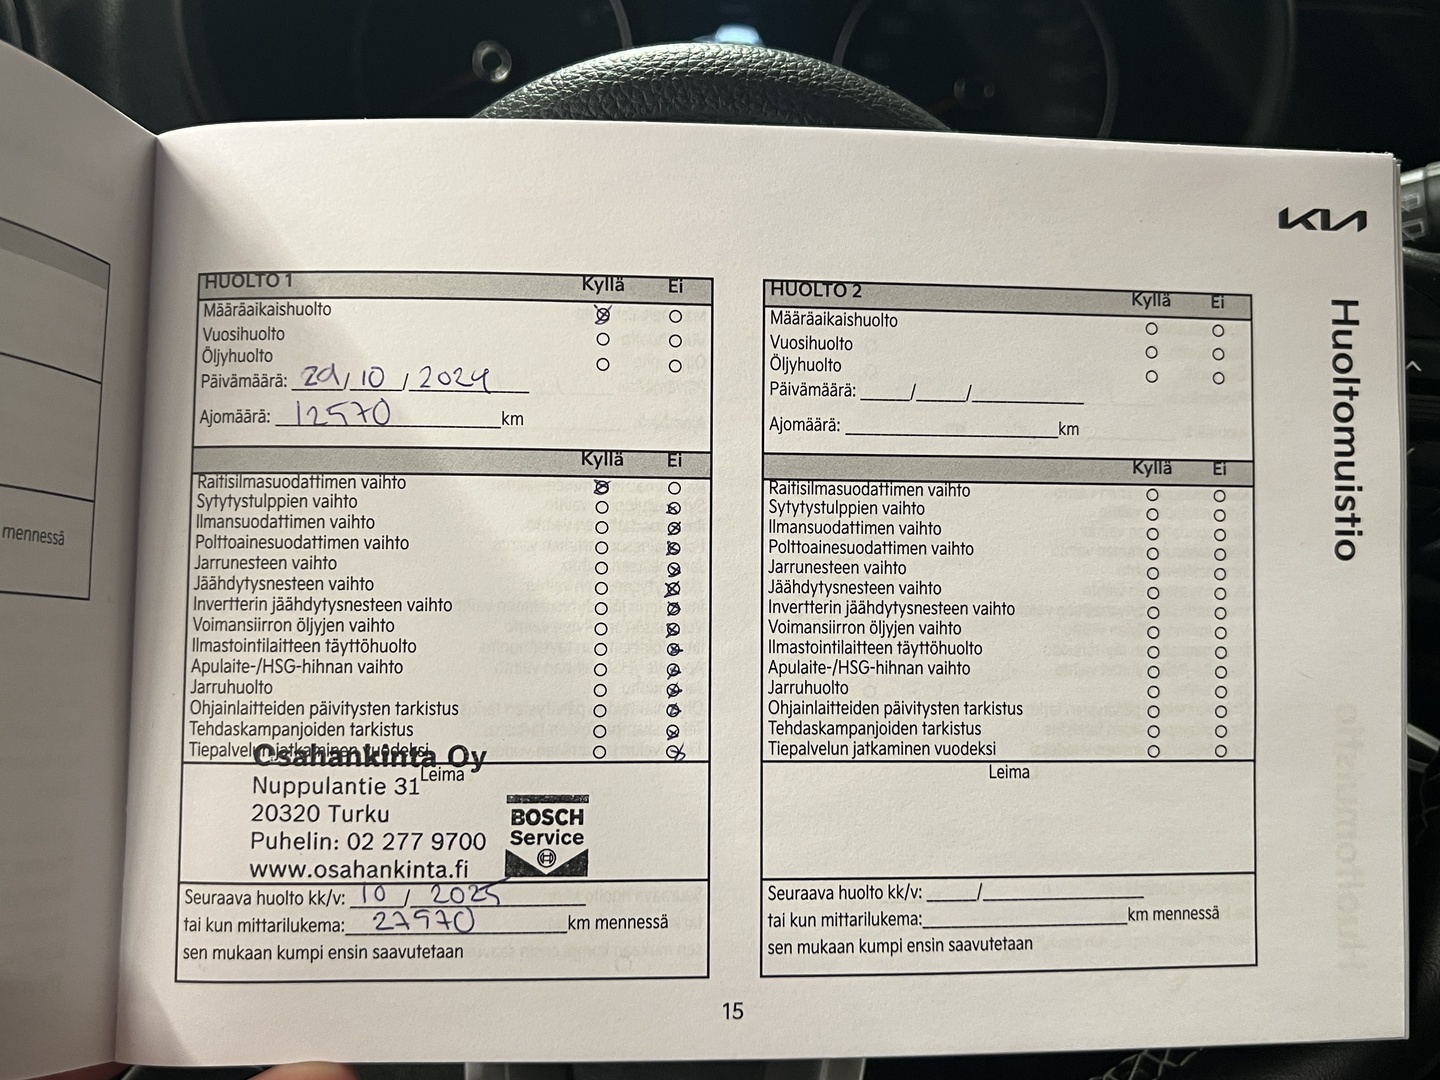 mennessä
KIA
Huoltomuistio
HUOLTO 1 Kyllä Ei
Määräaikaishuolto
Vuosihuolto
Öljyhuolto
Päivämäärä: / 10 / 2024
Ajomäärä: 12570 km
Kyllä Ei
Raitisilmasuodattimen vaihto
Sytytystulppien vaihto
Ilmansuodattimen vaihto
Polttoainesuodattimen vaihto
Jarrunesteen vaihto
Jäähdytysnesteen vaihto
Invertterin jäähdytysnesteen vaihto
Voimansiirron öljyjen vaihto
Ilmastointilaitteen täyttöhuolto
Apulaite-/HSG-hihnan vaihto
Jarruhuolto
Ohjainlaitteiden päivitysten tarkistus
Tehdaskampanjoiden tarkistus
Tiepalvelun jatkaminen vuodeksi
Osahankinta Oy
Leima
Nuppulantie 31
20320 Turku
Puhelin: 02 277 9700
www.osahankinta.fi
BOSCH
Service
Seuraava huolto kk/v: 10 / 2025
tai kun mittarilukema: 27570 km mennessä
sen mukaan kumpi ensin saavutetaan
HUOLTO 2 Kyllä Ei
Määräaikaishuolto
Vuosihuolto
Öljyhuolto
Päivämäärä: / /
Ajomäärä: km
Kyllä Ei
Raitisilmasuodattimen vaihto
Sytytystulppien vaihto
Ilmansuodattimen vaihto
Polttoainesuodattimen vaihto
Jarrunesteen vaihto
Jäähdytysnesteen vaihto
Invertterin jäähdytysnesteen vaihto
Voimansiirron öljyjen vaihto
Ilmastointilaitteen täyttöhuolto
Apulaite-/HSG-hihnan vaihto
Jarruhuolto
Ohjainlaitteiden päivitysten tarkistus
Tehdaskampanjoiden tarkistus
Tiepalvelun jatkaminen vuodeksi
Leima
Seuraava huolto kk/v: /
tai kun mittarilukema: km mennessä
sen mukaan kumpi ensin saavutetaan
15